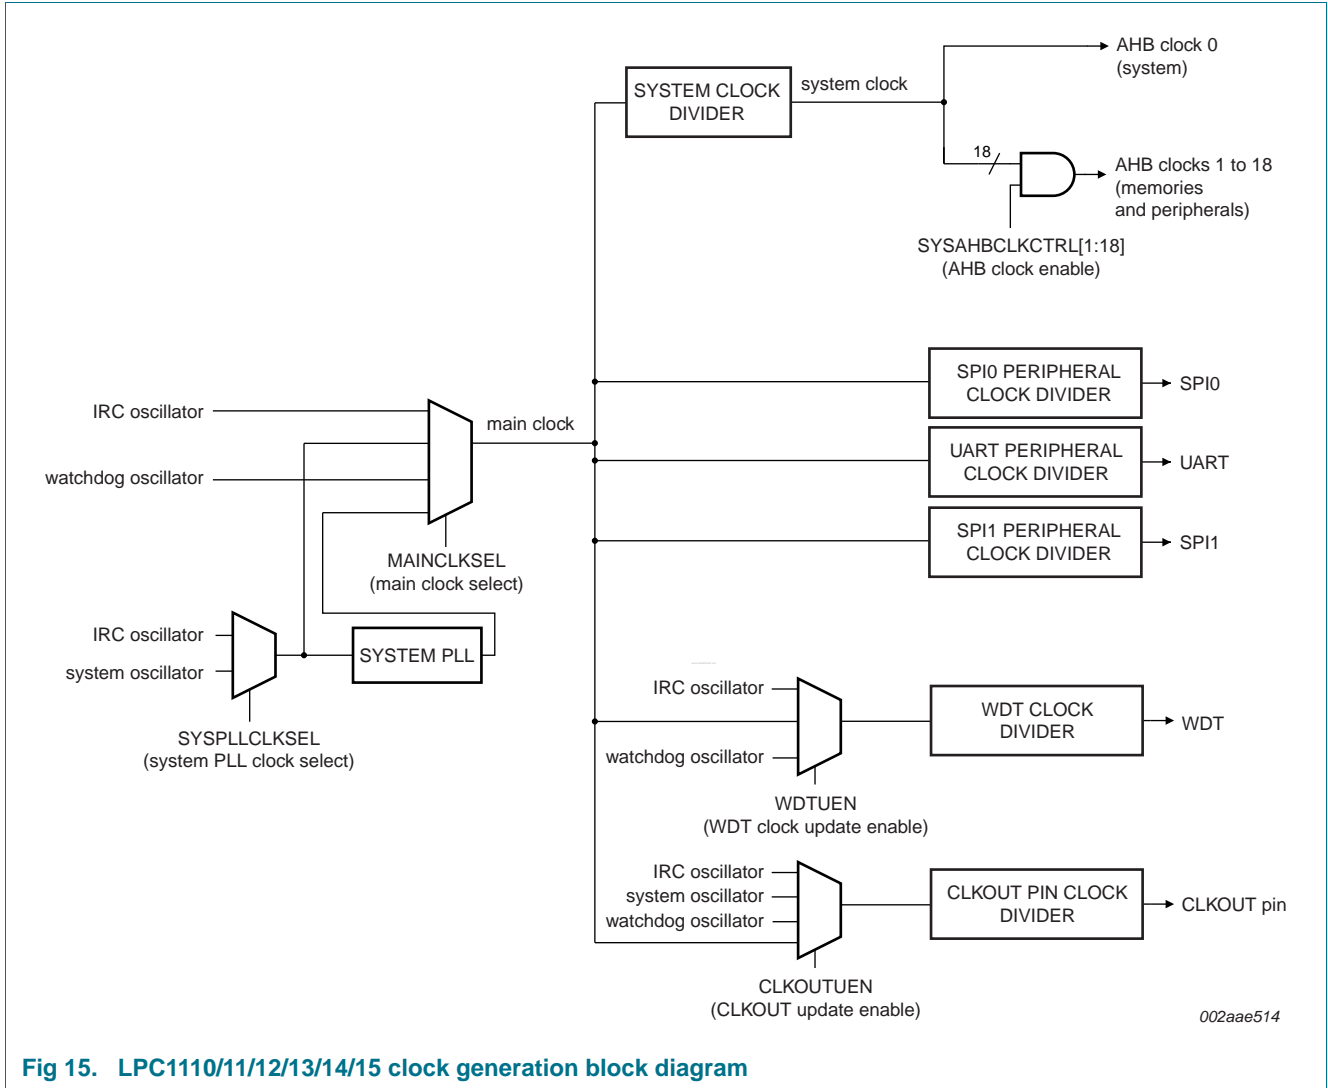 AHB clock 0
(system)
SYSTEM CLOCK
DIVIDER
system clock
18
AHB clocks 1 to 18
(memories
and peripherals)
SYSAHBCLKCTRL[1:18]
(AHB clock enable)
SPI0 PERIPHERAL
CLOCK DIVIDER
SPI0
IRC oscillator
main clock
UART PERIPHERAL
CLOCK DIVIDER
UART
watchdog oscillator
SPI1 PERIPHERAL
CLOCK DIVIDER
SPI1
MAINCLKSEL
(main clock select)
IRC oscillator
system oscillator
SYSTEM PLL
SYSPLLCLKSEL
(system PLL clock select)
IRC oscillator
watchdog oscillator
WDT CLOCK
DIVIDER
WDT
WDTUEN
(WDT clock update enable)
IRC oscillator
system oscillator
watchdog oscillator
CLKOUT PIN CLOCK
DIVIDER
CLKOUT pin
CLKOUTUEN
(CLKOUT update enable)
002aae514
Fig 15. LPC1110/11/12/13/14/15 clock generation block diagram